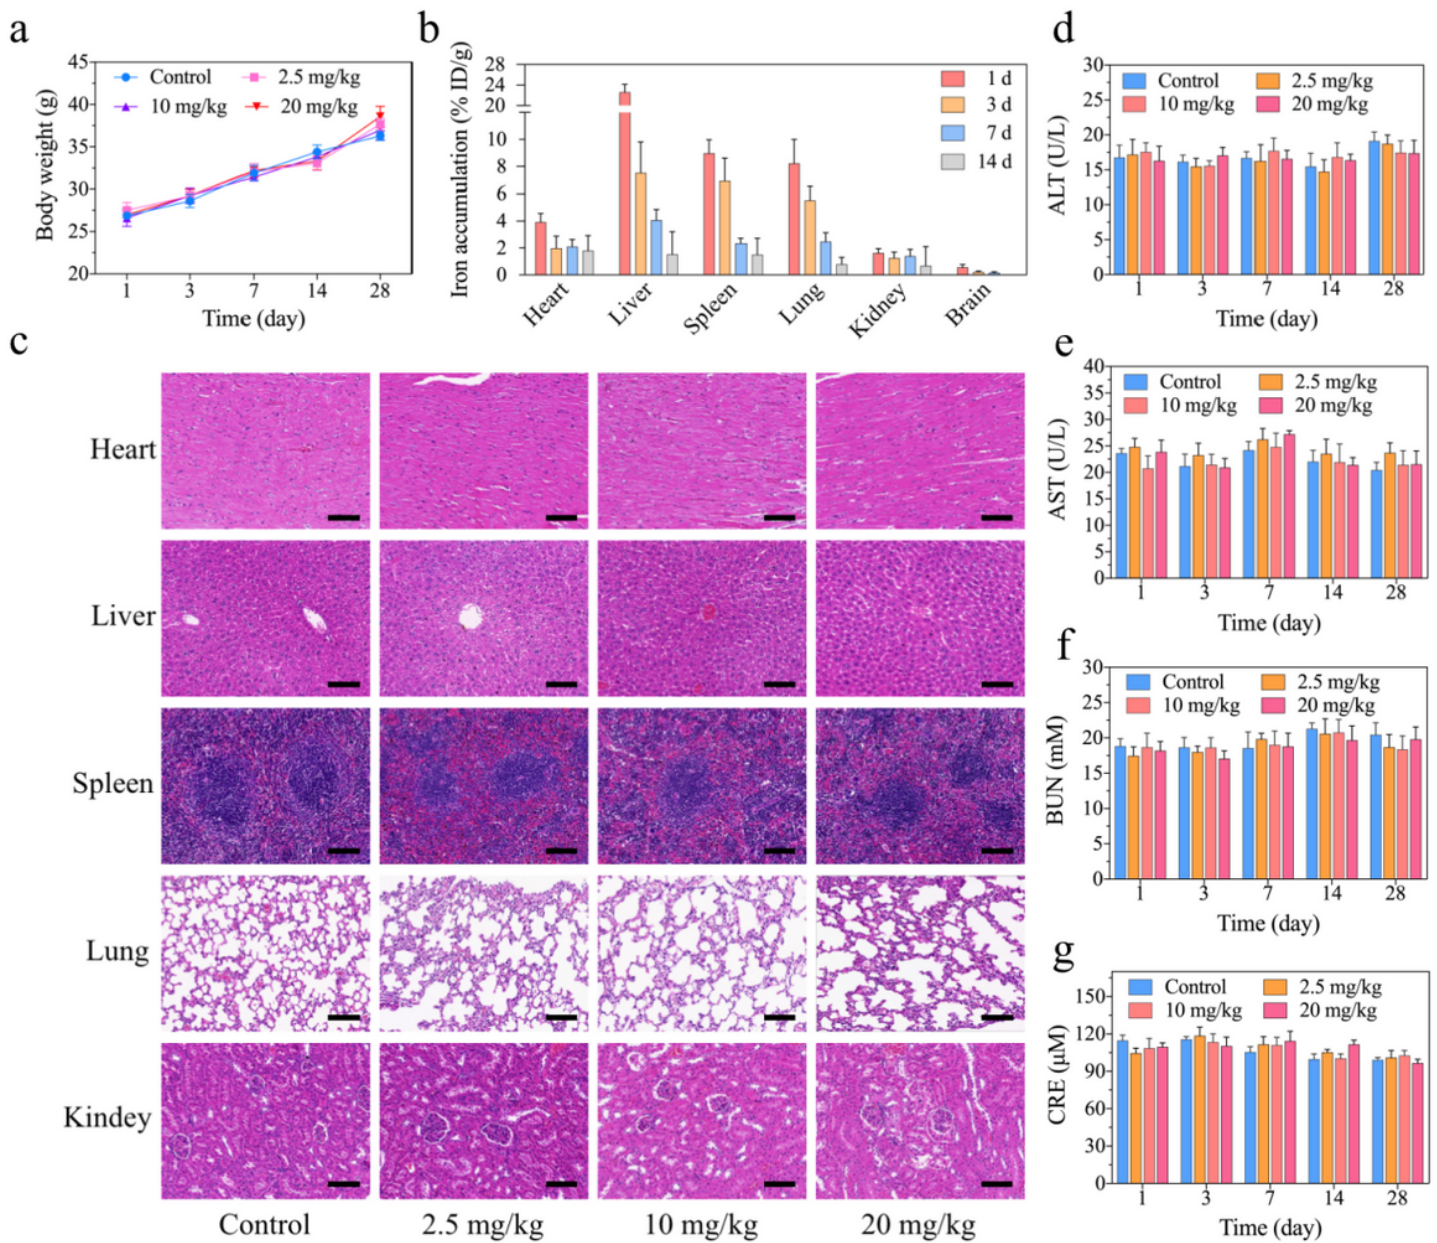 a
Body weight (g)
45
40
35
30
25
20
Control
2.5 mg/kg
10 mg/kg
20 mg/kg
1 3 7 14 28
Time (day)
b
Iron accumulation (% ID/g)
28
24
20
10
8
6
4
2
0
1 d
3 d
7 d
14 d
Heart
Liver
Spleen
Lung
Kidney
Brain
c
Heart
Liver
Spleen
Lung
Kindey
Control 2.5 mg/kg 10 mg/kg 20 mg/kg
d
ALT (U/L)
30
25
20
15
10
5
0
Control
2.5 mg/kg
10 mg/kg
20 mg/kg
1 3 7 14 28
Time (day)
e
AST (U/L)
40
35
30
25
20
15
10
5
0
Control
2.5 mg/kg
10 mg/kg
20 mg/kg
1 3 7 14 28
Time (day)
f
BUN (mM)
30
25
20
15
10
5
0
Control
2.5 mg/kg
10 mg/kg
20 mg/kg
1 3 7 14 28
Time (day)
g
CRE (μM)
150
120
90
60
30
0
Control
2.5 mg/kg
10 mg/kg
20 mg/kg
1 3 7 14 28
Time (day)